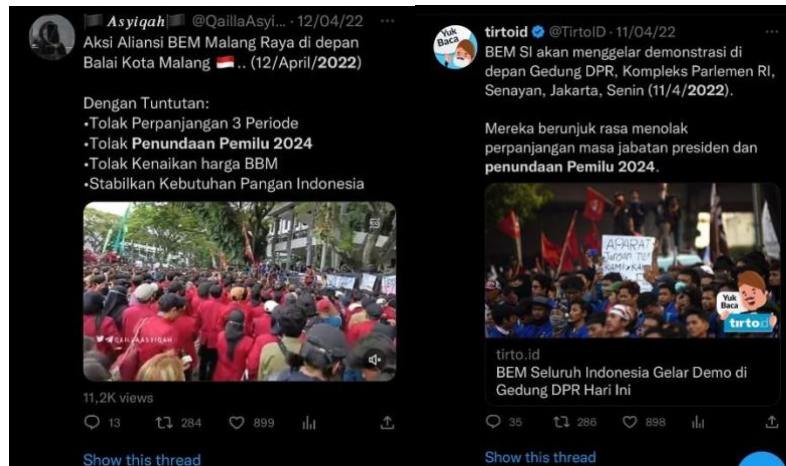 Asyiqah @QaillaAsyi... · 12/04/22
Aksi Aliansi BEM Malang Raya di depan
Balai Kota Malang 🇮🇩.. (12/April/2022)
Dengan Tuntutan:
•Tolak Perpanjangan 3 Periode
•Tolak Penundaan Pemilu 2024
•Tolak Kenaikan harga BBM
•Stabilkan Kebutuhan Pangan Indonesia
QAILLAASYIQAH
11,2K views
13 284 899
Show this thread
Yuk
Baca
tirtoid @TirtoID · 11/04/22
BEM SI akan menggelar demonstrasi di
depan Gedung DPR, Kompleks Parlemen RI,
Senayan, Jakarta, Senin (11/4/2022).
Mereka berunjuk rasa menolak
perpanjangan masa jabatan presiden dan
penundaan Pemilu 2024.
APARAT
Yuk
Baca
tirto.id
tirto.id
BEM Seluruh Indonesia Gelar Demo di
Gedung DPR Hari Ini
35 286 898
Show this thread